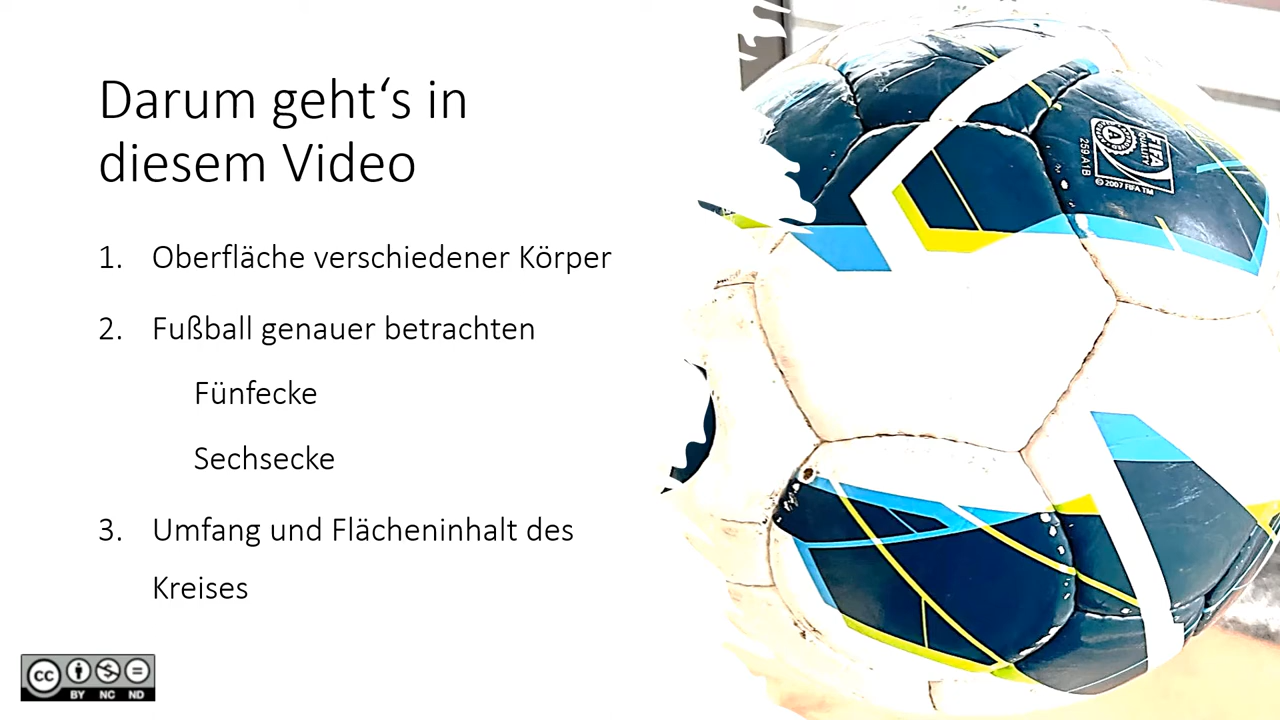 Darum geht‘s in
diesem Video
1. Oberfläche verschiedener Körper
2. Fußball genauer betrachten
Fünfecke
Sechsecke
3. Umfang und Flächeninhalt des
Kreises
FIFA
QUALITY
259 A1B
© 2007 FIFA TM
cc
BY NC ND